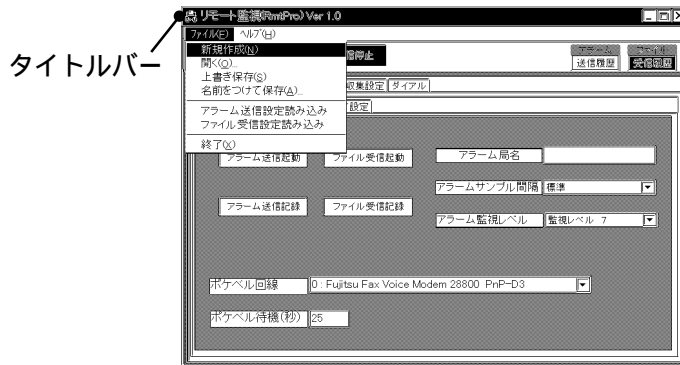 リモート監視(RmtPro) Ver 1.0
タイトルバー
ファイル(F) ヘルプ(H)
新規作成(N)
開く(O)...
上書き保存(S)
名前をつけて保存(A)...
アラーム送信設定読み込み
ファイル受信設定読み込み
終了(X)
信停止
アラーム
送信履歴
ファイル
受信履歴
収集設定 ダイアル
設定
アラーム送信起動 ファイル受信起動 アラーム局名
アラームサンプル間隔 標準
アラーム送信記録 ファイル受信記録
アラーム監視レベル 監視レベル 7
ポケベル回線 0 : Fujitsu Fax Voice Modem 28800 PnP-D3
ポケベル待機(秒) 25